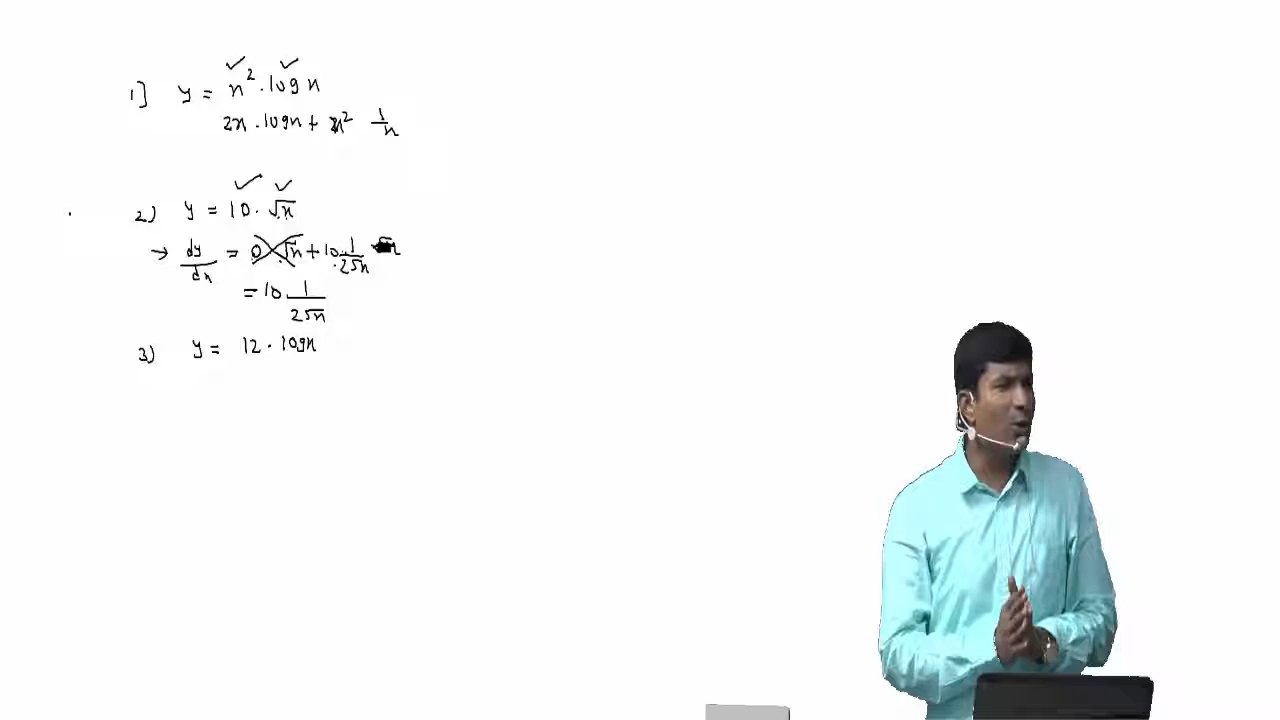 1] y = x² · log x
2x · log x + x² 1/x
2) y = 10 · √x
→ dy/dx = 0 · √x + 10 · 1/2√x
= 10 · 1/2√x
3) y = 12 · log x